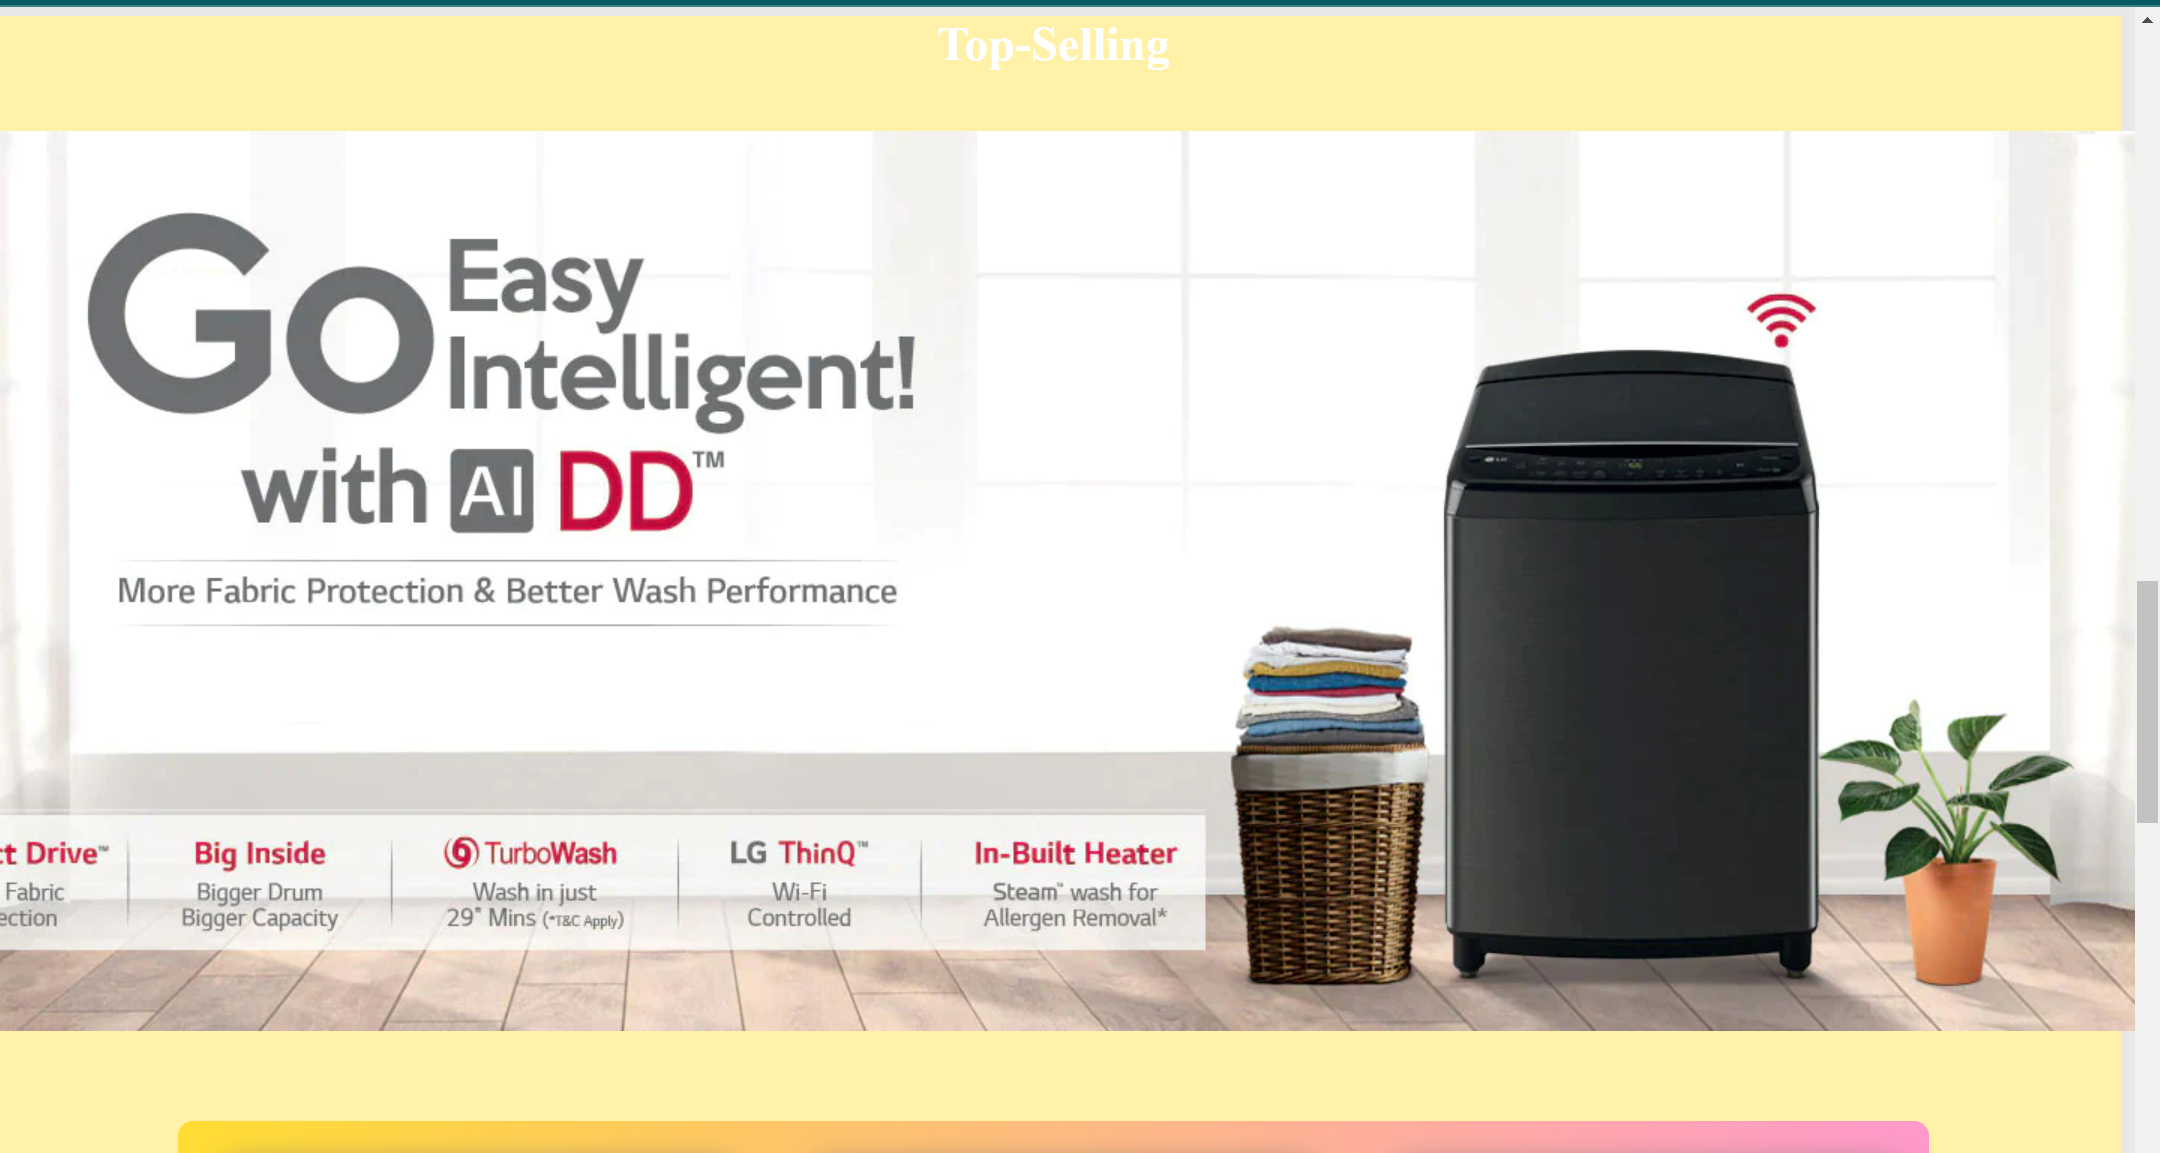 Top-Selling
Go Easy
Intelligent!
with AI DD™
More Fabric Protection & Better Wash Performance
ct Drive™
Fabric
ection
Big Inside
Bigger Drum
Bigger Capacity
TurboWash
Wash in just
29* Mins (*T&C Apply)
LG ThinQ™
Wi-Fi
Controlled
In-Built Heater
Steam™ wash for
Allergen Removal*
LG